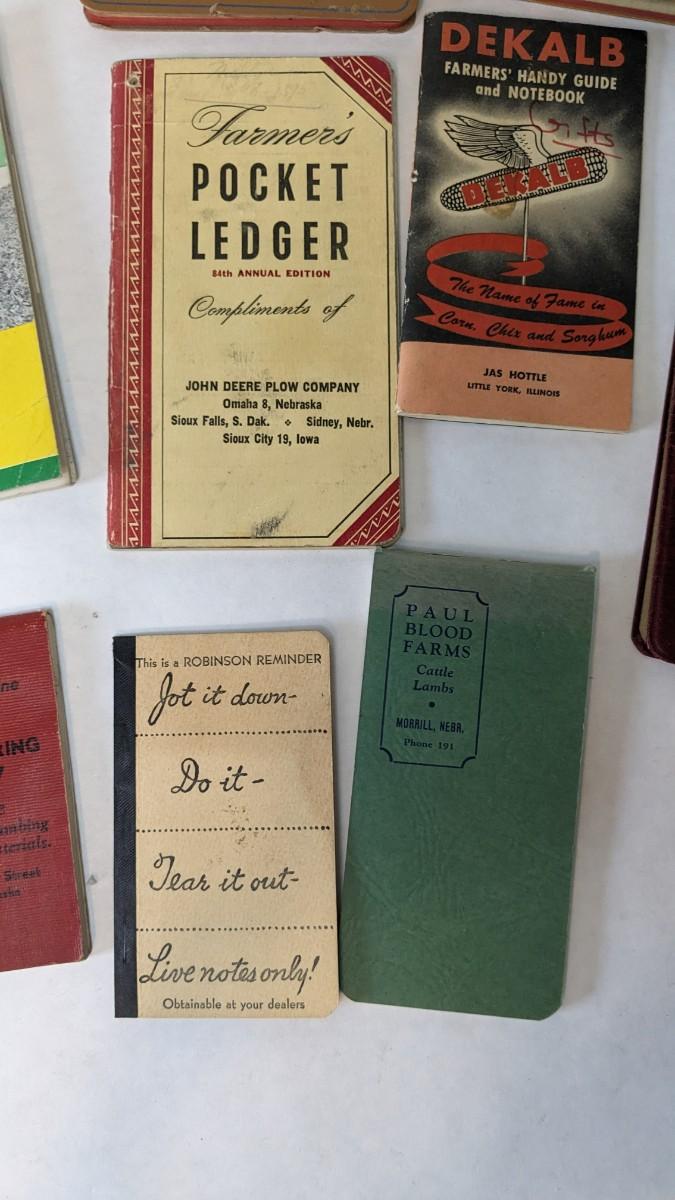 Farmer's
POCKET
LEDGER
84th ANNUAL EDITION
Compliments of
JOHN DEERE PLOW COMPANY
Omaha 8, Nebraska
Sioux Falls, S. Dak. ❖ Sidney, Nebr.
Sioux City 19, Iowa
DEKALB
FARMERS' HANDY GUIDE
and NOTEBOOK
Gifts
DEKALB
The Name of Fame in
Corn, Chix and Sorghum
JAS HOTTLE
LITTLE YORK, ILLINOIS
This is a ROBINSON REMINDER
Jot it down-
Do it-
Tear it out-
Live notes only!
Obtainable at your dealers
PAUL
BLOOD
FARMS
Cattle
Lambs
•
MORRILL, NEBR.
Phone 191
Street